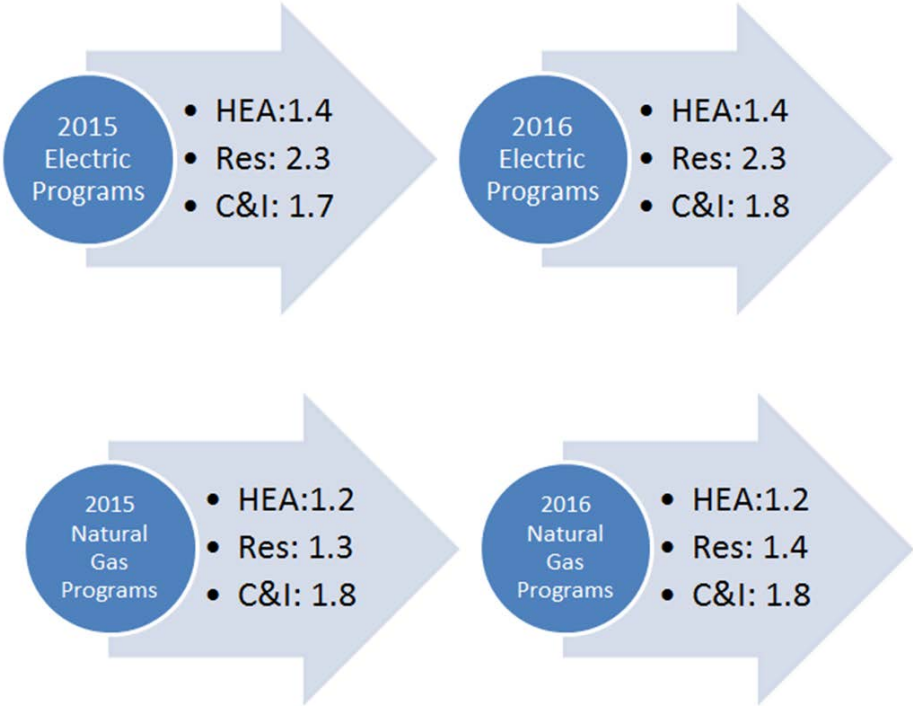 2015
Electric
Programs
• HEA:1.4
• Res: 2.3
• C&I: 1.7
2016
Electric
Programs
• HEA:1.4
• Res: 2.3
• C&I: 1.8
2015
Natural
Gas
Programs
• HEA:1.2
• Res: 1.3
• C&I: 1.8
2016
Natural
Gas
Programs
• HEA:1.2
• Res: 1.4
• C&I: 1.8